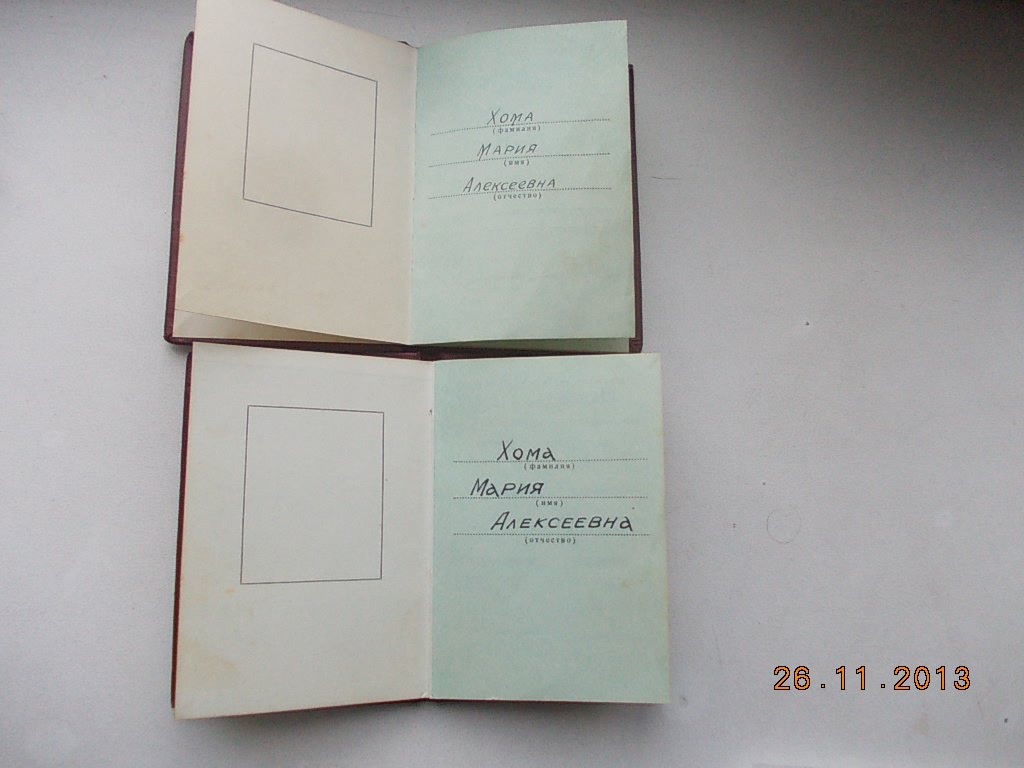 Хома
(фамилия)
Мария
(имя)
Алексеевна
(отчество)
Хома
(фамилия)
Мария
(имя)
Алексеевна
(отчество)
26.11.2013